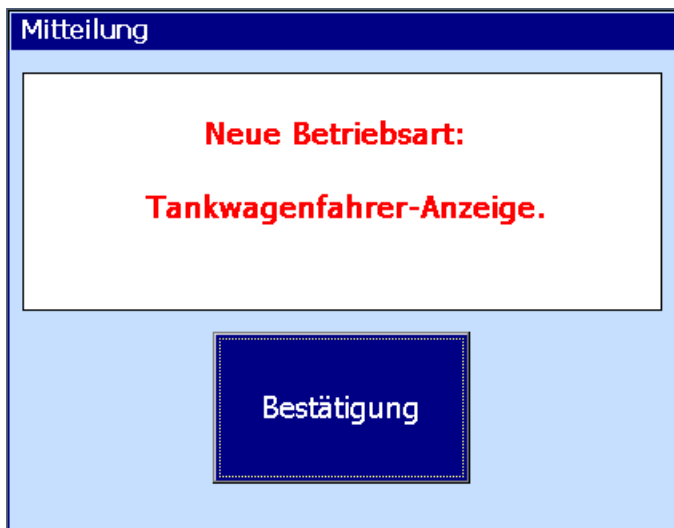 Mitteilung
Neue Betriebsart:
Tankwagenfahrer-Anzeige.
Bestätigung